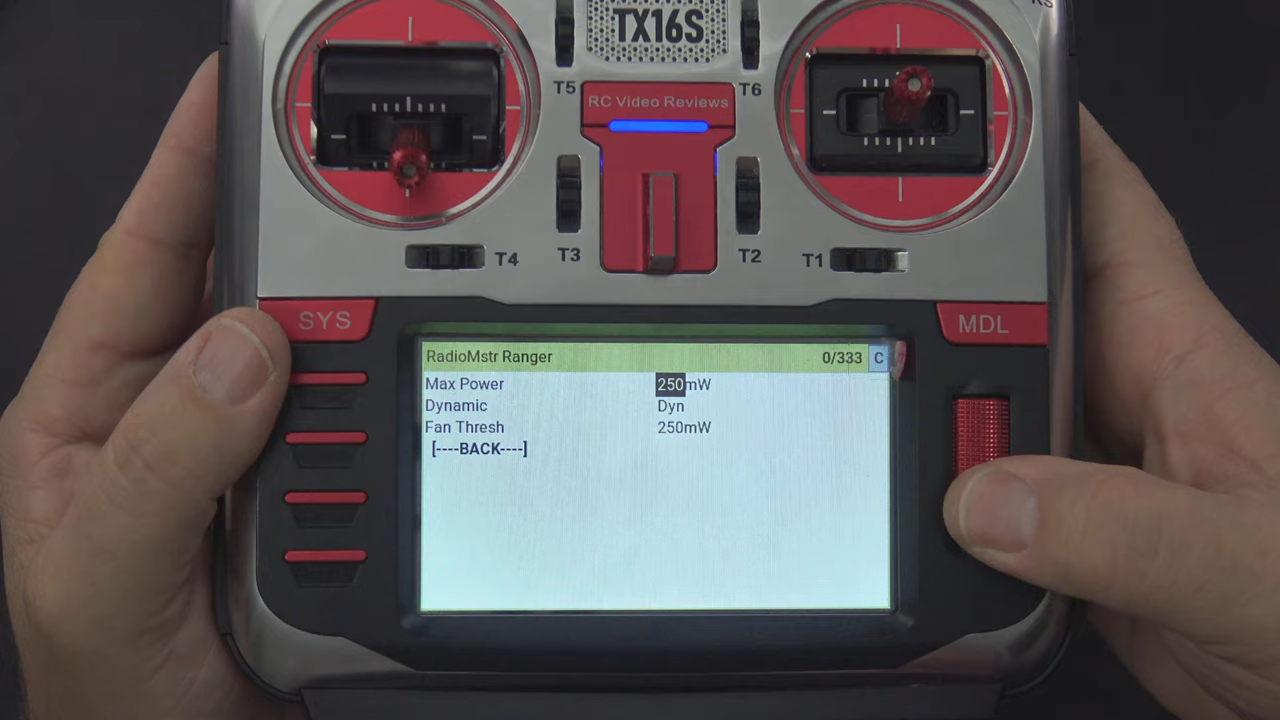 TX16S
T5
T6
RC Video Reviews
T3
T2
T4
T1
SYS
MDL
RadioMstr Ranger 0/333 C
Max Power 250mW
Dynamic Dyn
Fan Thresh 250mW
[----BACK----]